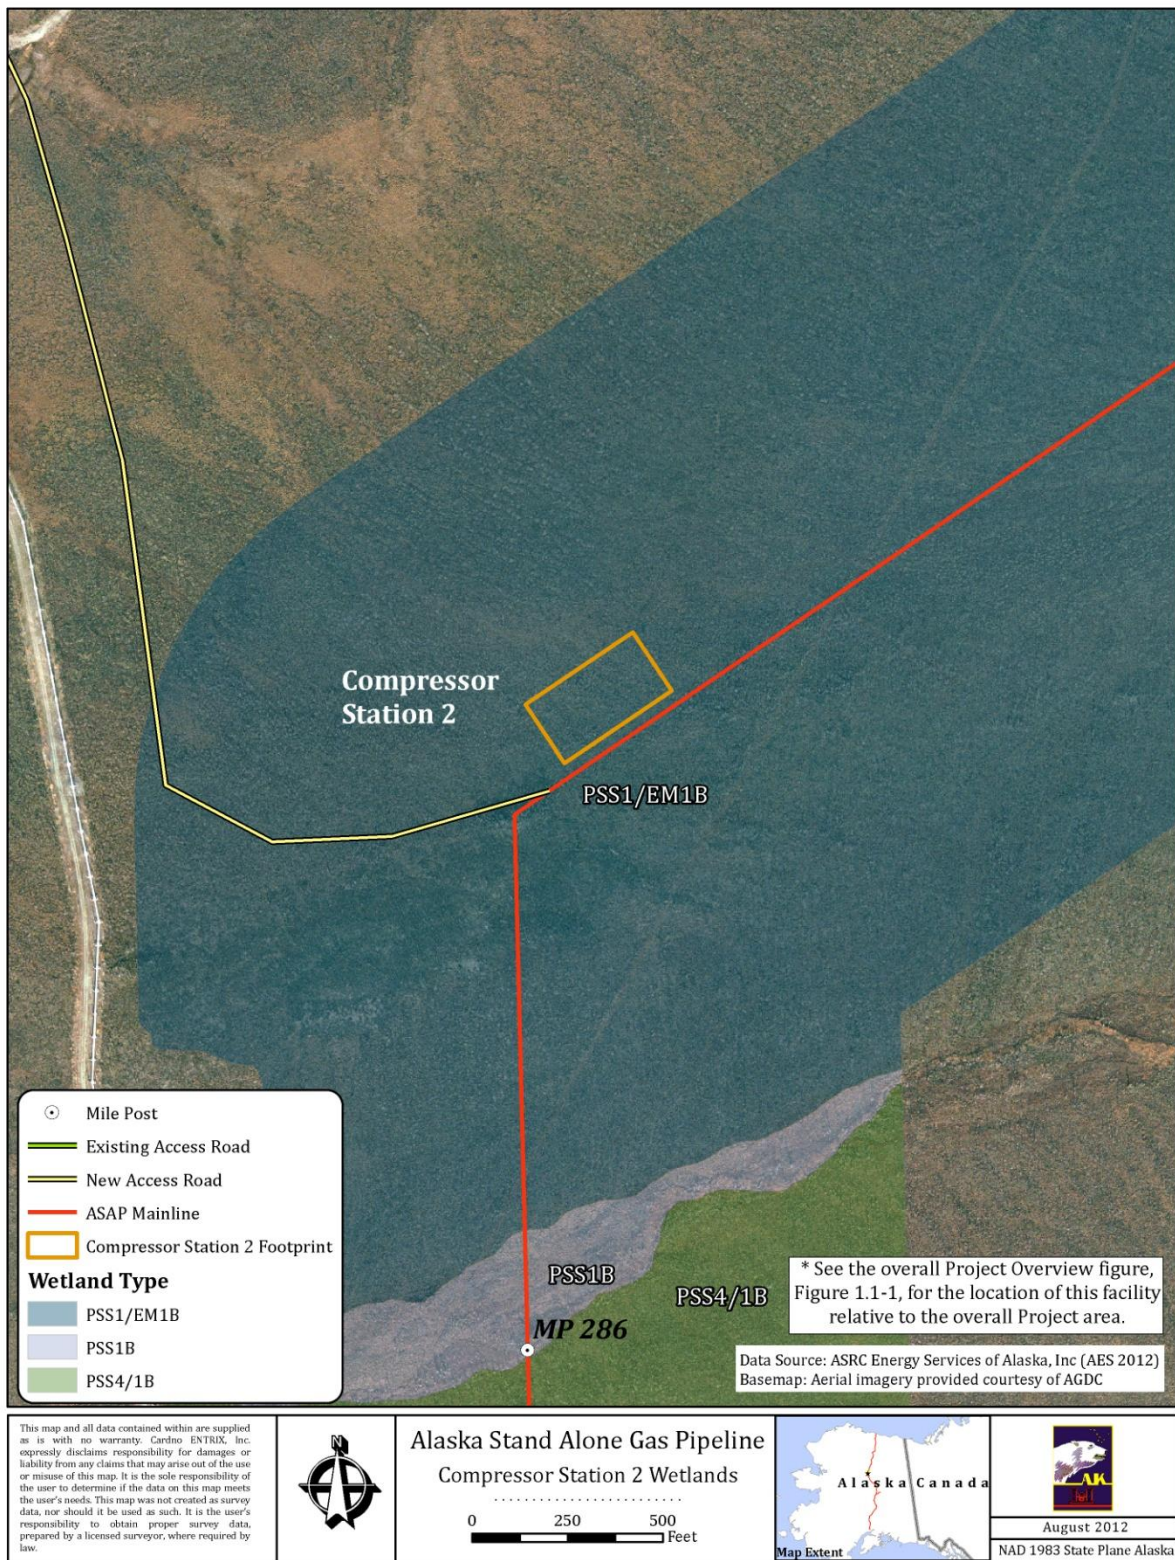 Compressor
Station 2
PSS1/EM1B
PSS1B
PSS4/1B
MP 286
Mile Post
Existing Access Road
New Access Road
ASAP Mainline
Compressor Station 2 Footprint
Wetland Type
PSS1/EM1B
PSS1B
PSS4/1B
* See the overall Project Overview figure,
Figure 1.1-1, for the location of this facility
relative to the overall Project area.
Data Source: ASRC Energy Services of Alaska, Inc (AES 2012)
Basemap: Aerial imagery provided courtesy of AGDC
This map and all data contained within are supplied
as is with no warranty. Cardno ENTRIX, Inc.
expressly disclaims responsibility for damages or
liability from any claims that may arise out of the use
or misuse of this map. It is the sole responsibility of
the user to determine if the data on this map meets
the user's needs. This map was not created as survey
data, nor should it be used as such. It is the user's
responsibility to obtain proper survey data,
prepared by a licensed surveyor, where required by
law.
N
Alaska Stand Alone Gas Pipeline
Compressor Station 2 Wetlands
0 250 500
Feet
Alaska Canada
Map Extent
AK
August 2012
NAD 1983 State Plane Alaska